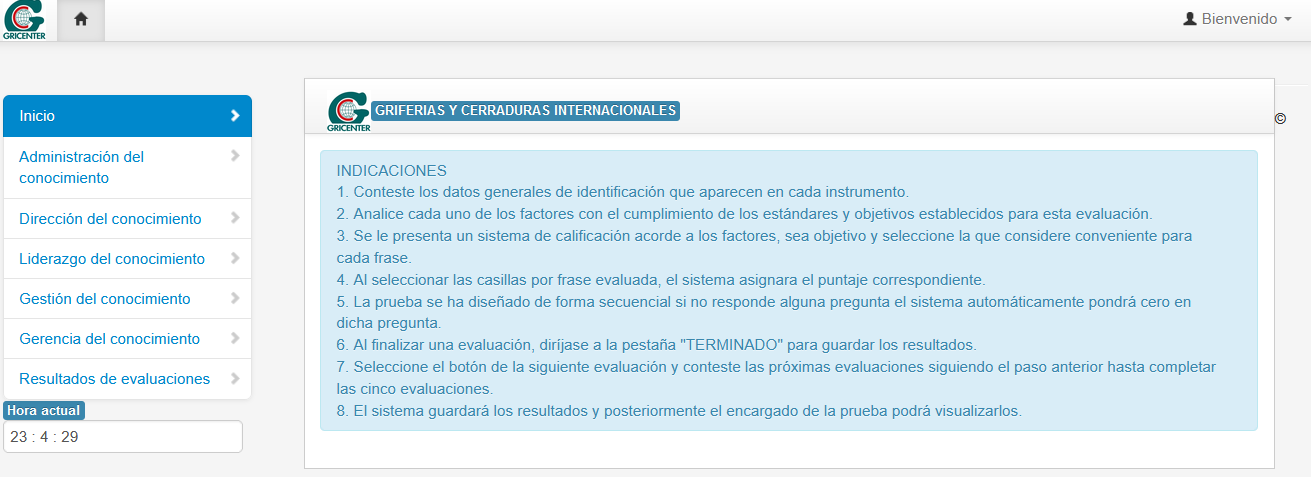 GRICENTER
Bienvenido
Inicio
Administración del
conocimiento
Dirección del conocimiento
Liderazgo del conocimiento
Gestión del conocimiento
Gerencia del conocimiento
Resultados de evaluaciones
Hora actual
23 : 4 : 29
GRICENTER
GRIFERIAS Y CERRADURAS INTERNACIONALES
©
INDICACIONES
1. Conteste los datos generales de identificación que aparecen en cada instrumento.
2. Analice cada uno de los factores con el cumplimiento de los estándares y objetivos establecidos para esta evaluación.
3. Se le presenta un sistema de calificación acorde a los factores, sea objetivo y seleccione la que considere conveniente para
cada frase.
4. Al seleccionar las casillas por frase evaluada, el sistema asignara el puntaje correspondiente.
5. La prueba se ha diseñado de forma secuencial si no responde alguna pregunta el sistema automáticamente pondrá cero en
dicha pregunta.
6. Al finalizar una evaluación, diríjase a la pestaña "TERMINADO" para guardar los resultados.
7. Seleccione el botón de la siguiente evaluación y conteste las próximas evaluaciones siguiendo el paso anterior hasta completar
las cinco evaluaciones.
8. El sistema guardará los resultados y posteriormente el encargado de la prueba podrá visualizarlos.